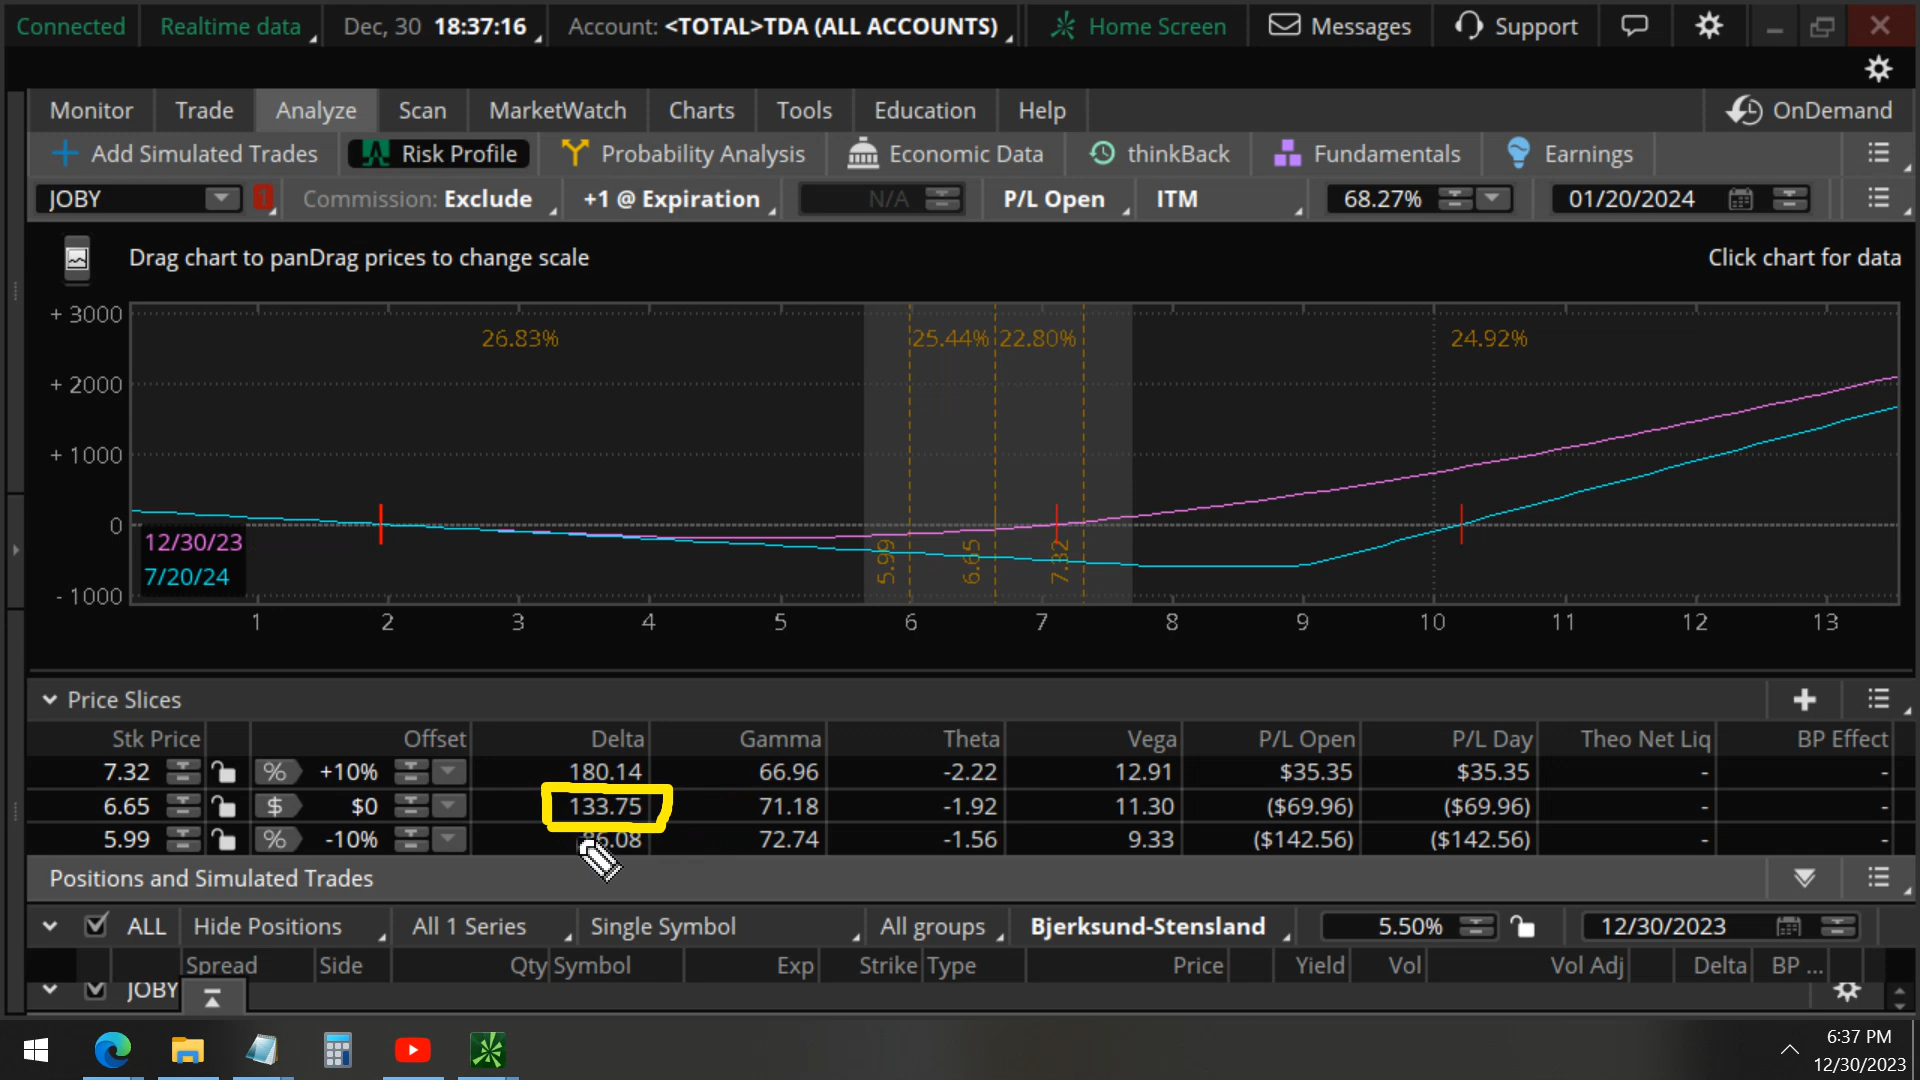 Connected Realtime data Dec, 30 18:37:16 Account: <TOTAL>TDA (ALL ACCOUNTS) Home Screen Messages Support
Monitor Trade Analyze Scan MarketWatch Charts Tools Education Help OnDemand
Add Simulated Trades Risk Profile Probability Analysis Economic Data thinkBack Fundamentals Earnings
JOBY 1 Commission: Exclude +1 @ Expiration N/A P/L Open ITM 68.27% 01/20/2024
Drag chart to panDrag prices to change scale Click chart for data
+ 3000
+ 2000
+ 1000
0
- 1000
26.83% 25.44% 22.80% 24.92%
12/30/23
7/20/24
5.99 6.65 7.32
1 2 3 4 5 6 7 8 9 10 11 12 13
Price Slices
Stk Price Offset Delta Gamma Theta Vega P/L Open P/L Day Theo Net Liq BP Effect
7.32 % +10% 180.14 66.96 -2.22 12.91 $35.35 $35.35 - -
6.65 $ $0 133.75 71.18 -1.92 11.30 ($69.96) ($69.96) - -
5.99 % -10% 86.08 72.74 -1.56 9.33 ($142.56) ($142.56) - -
Positions and Simulated Trades
ALL Hide Positions All 1 Series Single Symbol All groups Bjerksund-Stensland 5.50% 12/30/2023
Spread Side Qty Symbol Exp Strike Type Price Yield Vol Vol Adj Delta BP ...
JOBY
6:37 PM
12/30/2023